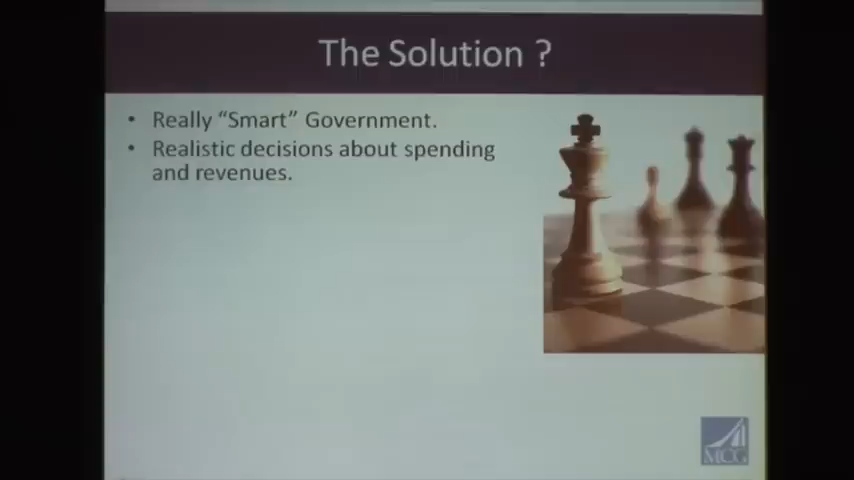 The Solution ?
• Really “Smart” Government.
• Realistic decisions about spending
and revenues.
MCG